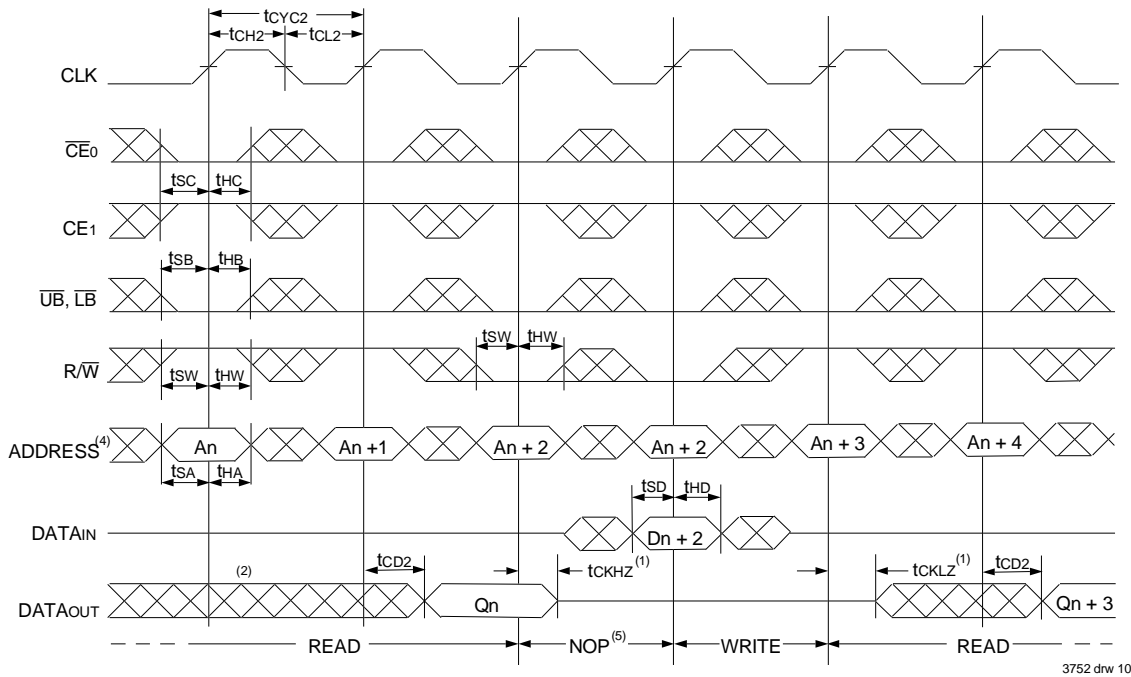 tCYC2
tCH2 tCL2
CLK
CE0
tSC tHC
CE1
tSB tHB
UB, LB
tSW tHW
R/W
tSW tHW
ADDRESS(4) An An +1 An + 2 An + 2 An + 3 An + 4
tSA tHA
tSD tHD
DATAIN Dn + 2
tCD2 tCKHZ(1) tCKLZ(1) tCD2
(2)
DATAOUT Qn Qn + 3
READ NOP(5) WRITE READ
3752 drw 10